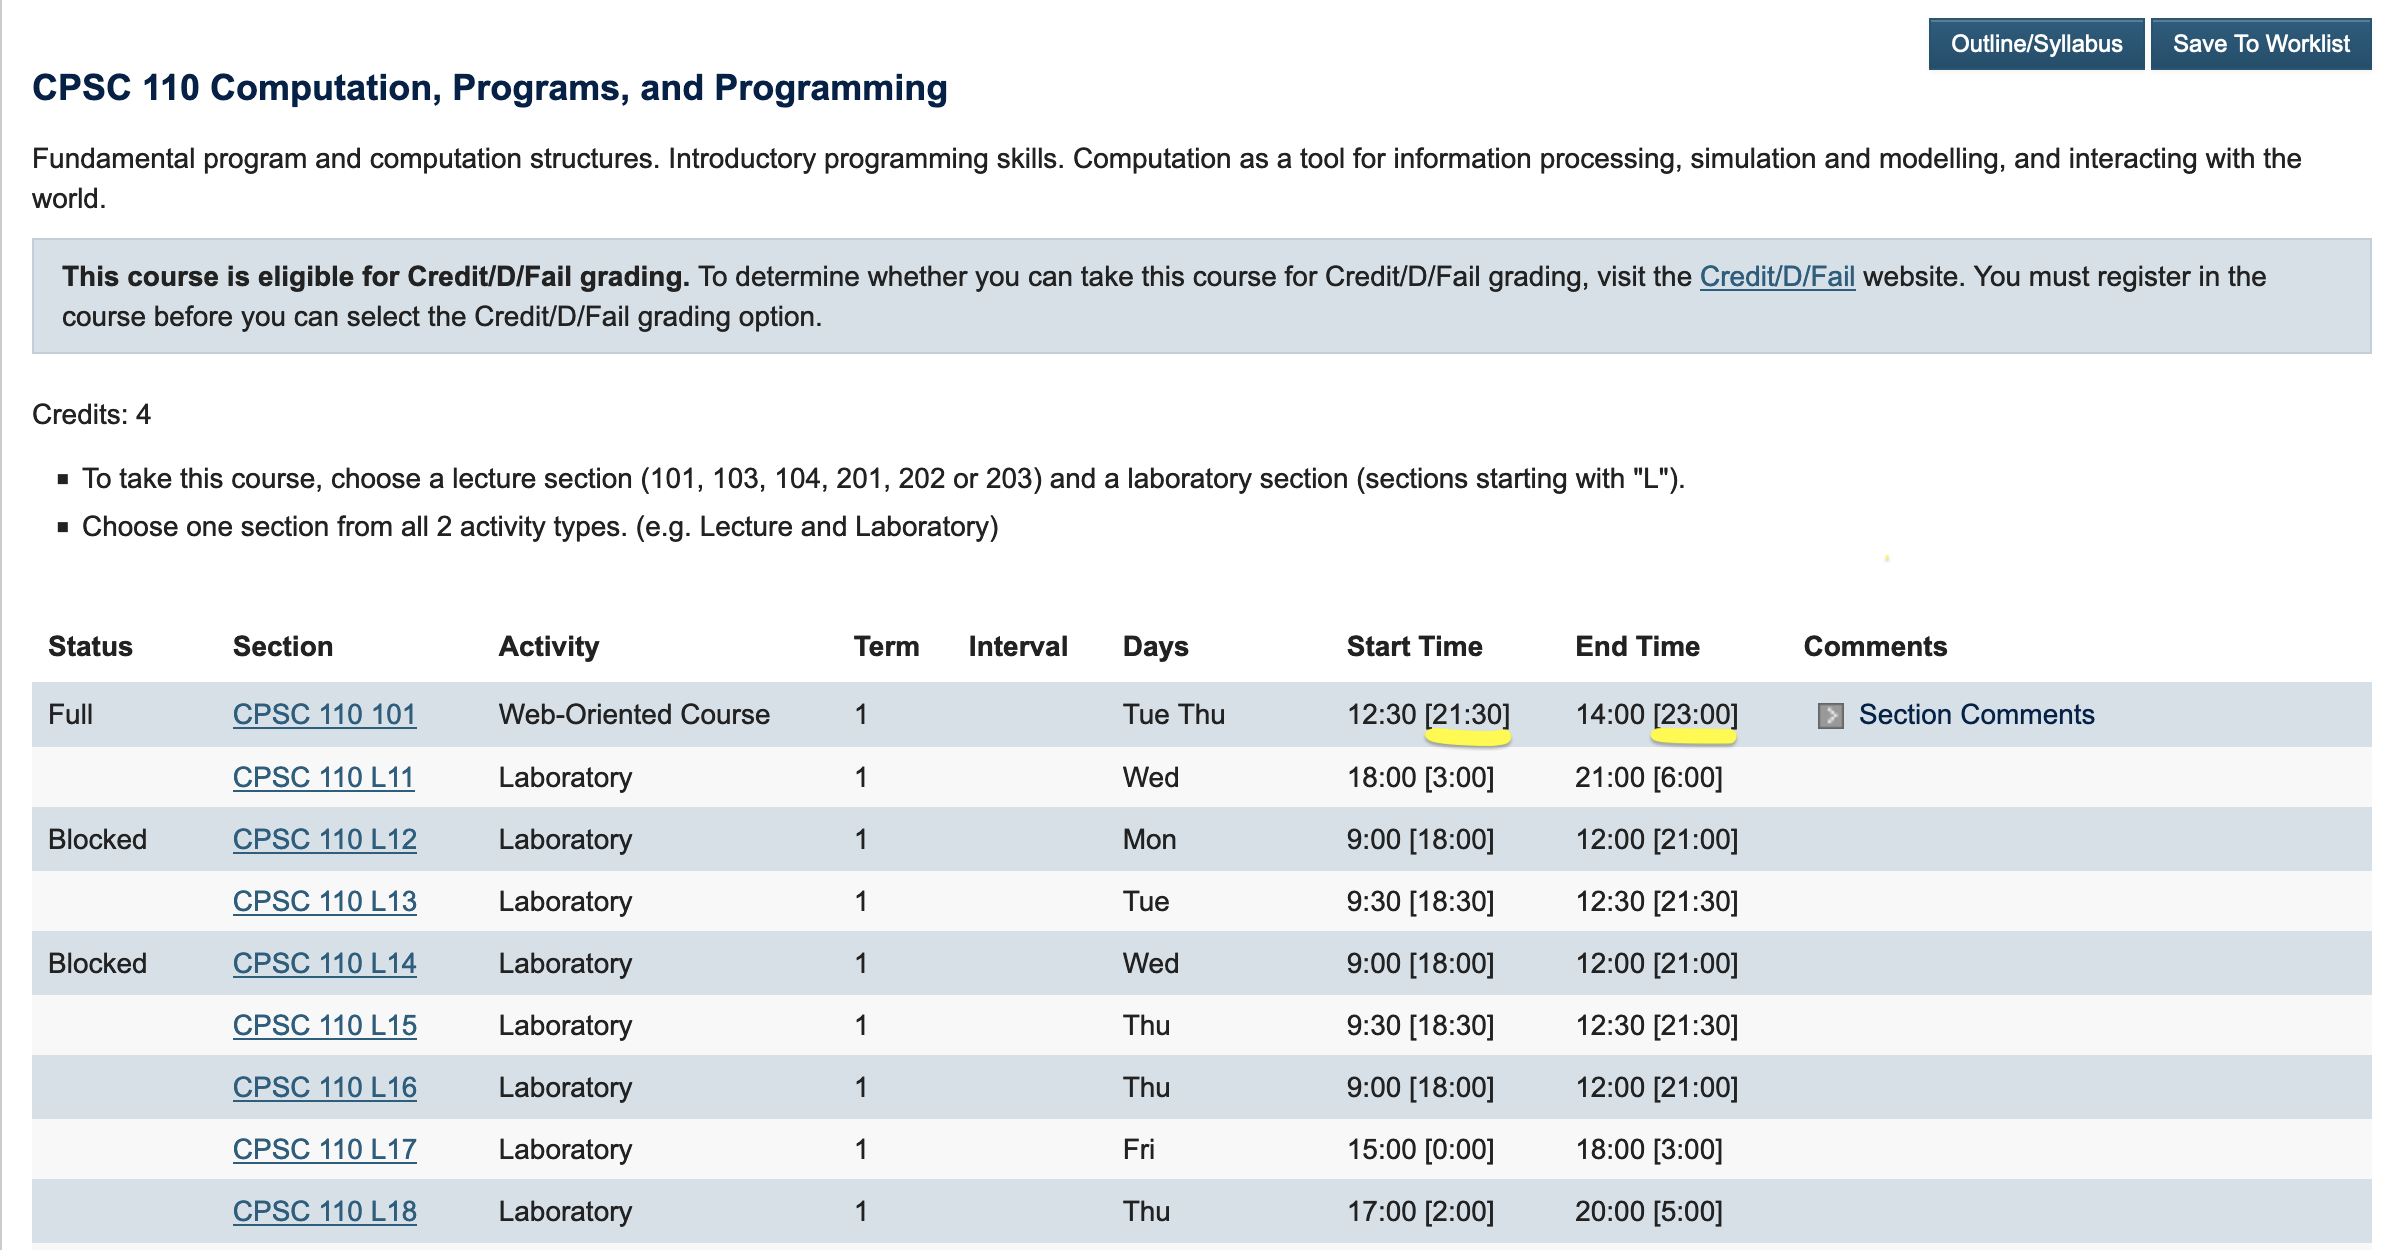 Outline/Syllabus Save To Worklist
CPSC 110 Computation, Programs, and Programming
Fundamental program and computation structures. Introductory programming skills. Computation as a tool for information processing, simulation and modelling, and interacting with the
world.
This course is eligible for Credit/D/Fail grading. To determine whether you can take this course for Credit/D/Fail grading, visit the Credit/D/Fail website. You must register in the
course before you can select the Credit/D/Fail grading option.
Credits: 4
▪ To take this course, choose a lecture section (101, 103, 104, 201, 202 or 203) and a laboratory section (sections starting with "L").
▪ Choose one section from all 2 activity types. (e.g. Lecture and Laboratory)
Status Section Activity Term Interval Days Start Time End Time Comments
Full CPSC 110 101 Web-Oriented Course 1 Tue Thu 12:30 [21:30] 14:00 [23:00] Section Comments
CPSC 110 L11 Laboratory 1 Wed 18:00 [3:00] 21:00 [6:00]
Blocked CPSC 110 L12 Laboratory 1 Mon 9:00 [18:00] 12:00 [21:00]
CPSC 110 L13 Laboratory 1 Tue 9:30 [18:30] 12:30 [21:30]
Blocked CPSC 110 L14 Laboratory 1 Wed 9:00 [18:00] 12:00 [21:00]
CPSC 110 L15 Laboratory 1 Thu 9:30 [18:30] 12:30 [21:30]
CPSC 110 L16 Laboratory 1 Thu 9:00 [18:00] 12:00 [21:00]
CPSC 110 L17 Laboratory 1 Fri 15:00 [0:00] 18:00 [3:00]
CPSC 110 L18 Laboratory 1 Thu 17:00 [2:00] 20:00 [5:00]